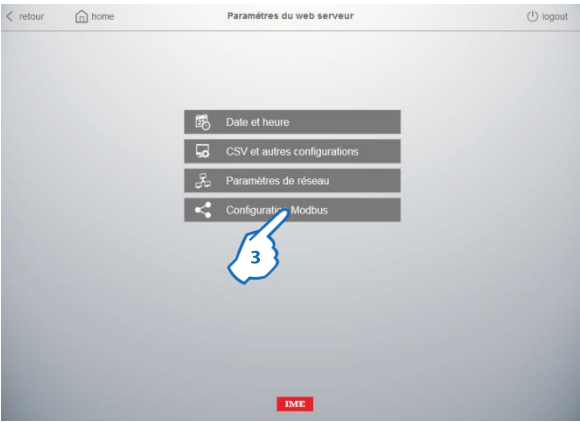 retour home Paramétres du web serveur logout
Date et heure
CSV et autres configurations
Paramètres de réseau
Configuration Modbus
3
IME